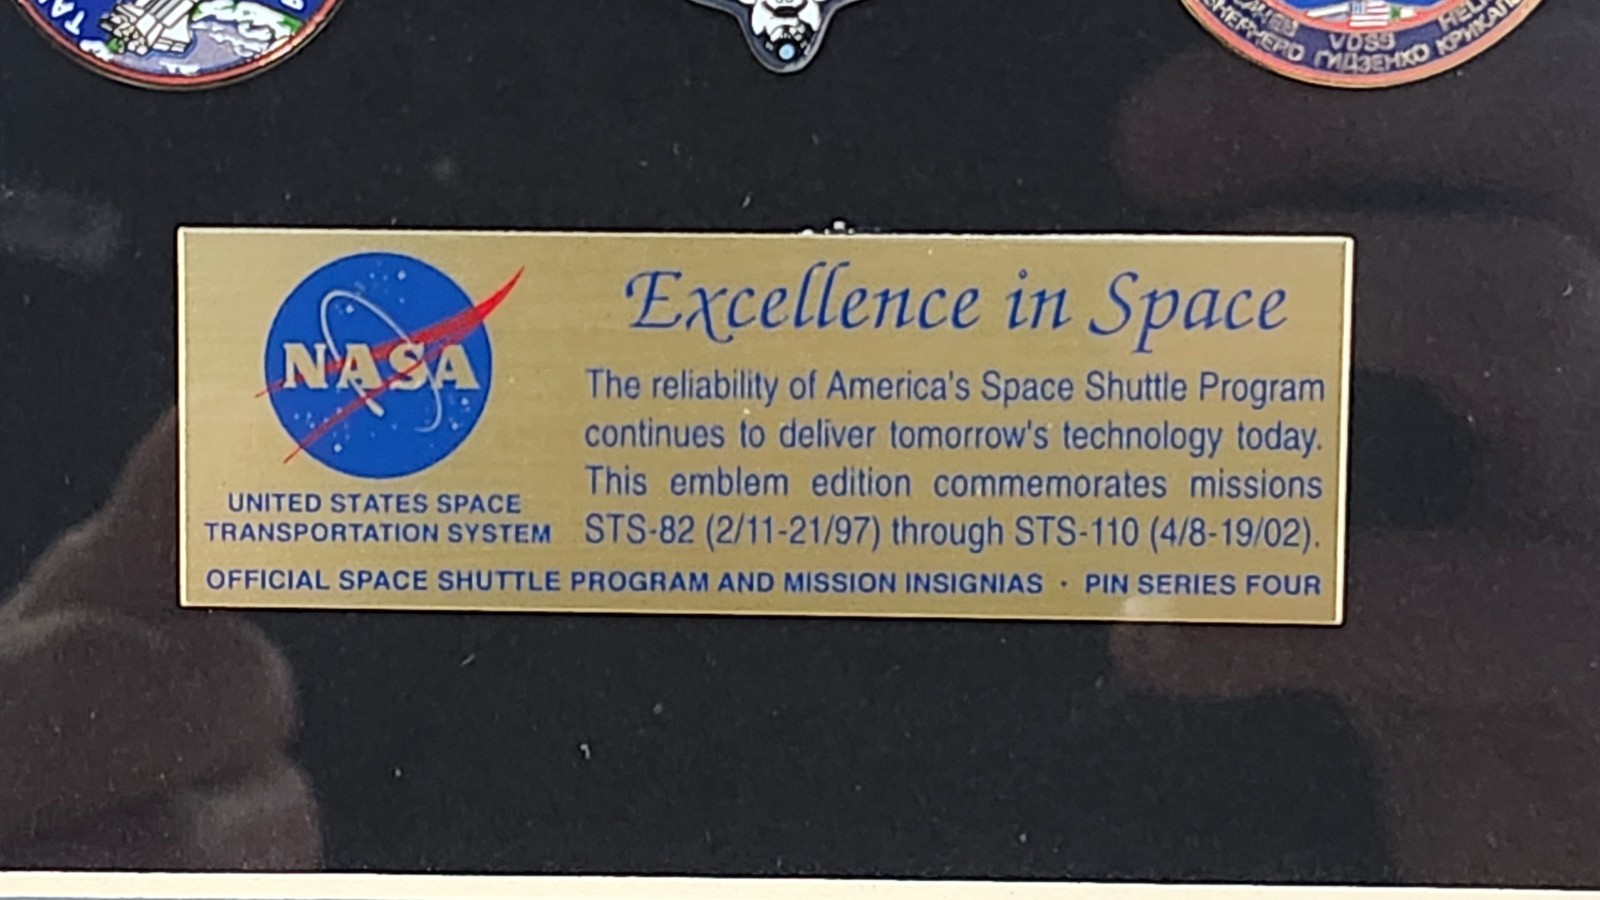 VDSS
ГИДЗЕНКО
NASA
UNITED STATES SPACE
TRANSPORTATION SYSTEM
Excellence in Space
The reliability of America's Space Shuttle Program
continues to deliver tomorrow's technology today.
This emblem edition commemorates missions
STS-82 (2/11-21/97) through STS-110 (4/8-19/02).
OFFICIAL SPACE SHUTTLE PROGRAM AND MISSION INSIGNIAS · PIN SERIES FOUR